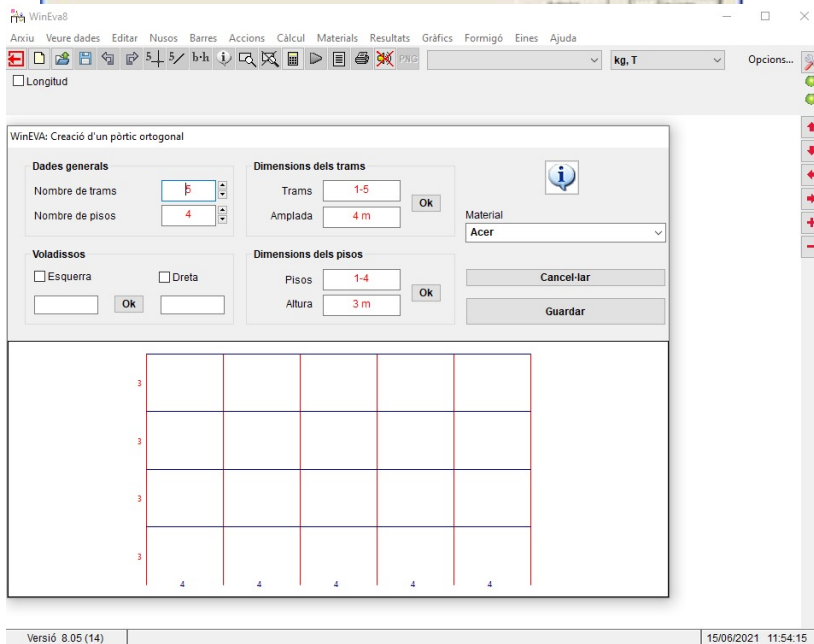 WinEva8
Arxiu Veure dades Editar Nusos Barres Accions Càlcul Materials Resultats Gràfics Formigó Eines Ajuda
5 5 b·h i PNG kg, T Opcions...
Longitud
WinEVA: Creació d'un pòrtic ortogonal
Dades generals
Nombre de trams 5
Nombre de pisos 4
Dimensions dels trams
Trams 1-5
Amplada 4 m
Ok
i
Material
Acer
Voladissos
Esquerra Dreta
Ok
Dimensions dels pisos
Pisos 1-4
Altura 3 m
Ok
Cancel·lar
Guardar
3
3
3
3
4 4 4 4 4
Versió 8.05 (14) 15/06/2021 11:54:15